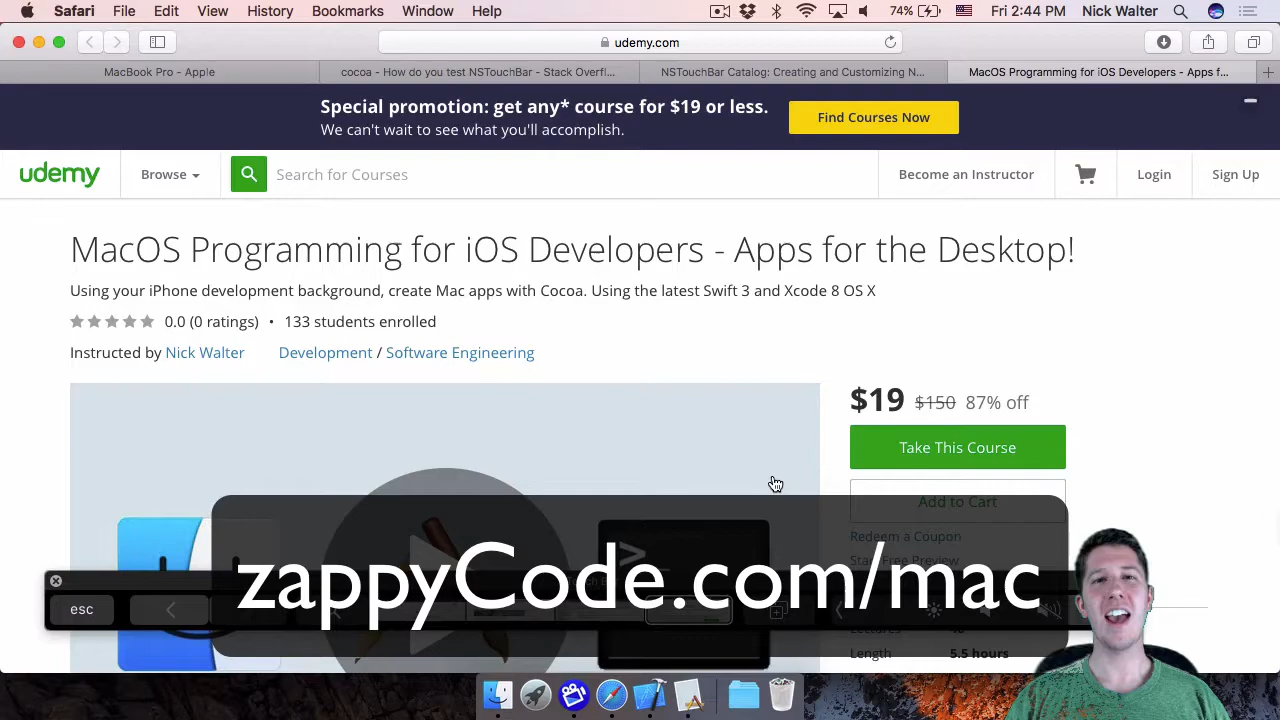 Safari File Edit View History Bookmarks Window Help 74% Fri 2:44 PM Nick Walter
udemy.com
MacBook Pro - Apple
cocoa - How do you test NSTouchBar - Stack Overfl...
NSTouchBar Catalog: Creating and Customizing N...
MacOS Programming for iOS Developers - Apps f...
Special promotion: get any* course for $19 or less.
We can't wait to see what you'll accomplish.
Find Courses Now
udemy Browse Search for Courses Become an Instructor Login Sign Up
MacOS Programming for iOS Developers - Apps for the Desktop!
Using your iPhone development background, create Mac apps with Cocoa. Using the latest Swift 3 and Xcode 8 OS X
0.0 (0 ratings) • 133 students enrolled
Instructed by Nick Walter Development / Software Engineering
$19 $150 87% off
Take This Course
Add to Cart
Redeem a Coupon
Free Preview
zappyCode.com/mac
esc
Length 5.5 hours